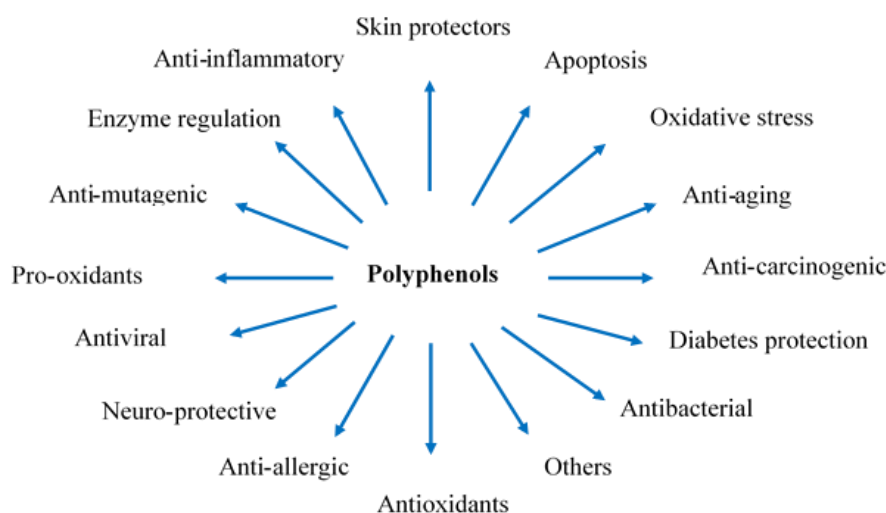 Skin protectors
Anti-inflammatory
Apoptosis
Enzyme regulation
Oxidative stress
Anti-mutagenic
Anti-aging
Pro-oxidants
Polyphenols
Anti-carcinogenic
Antiviral
Diabetes protection
Neuro-protective
Antibacterial
Anti-allergic
Others
Antioxidants